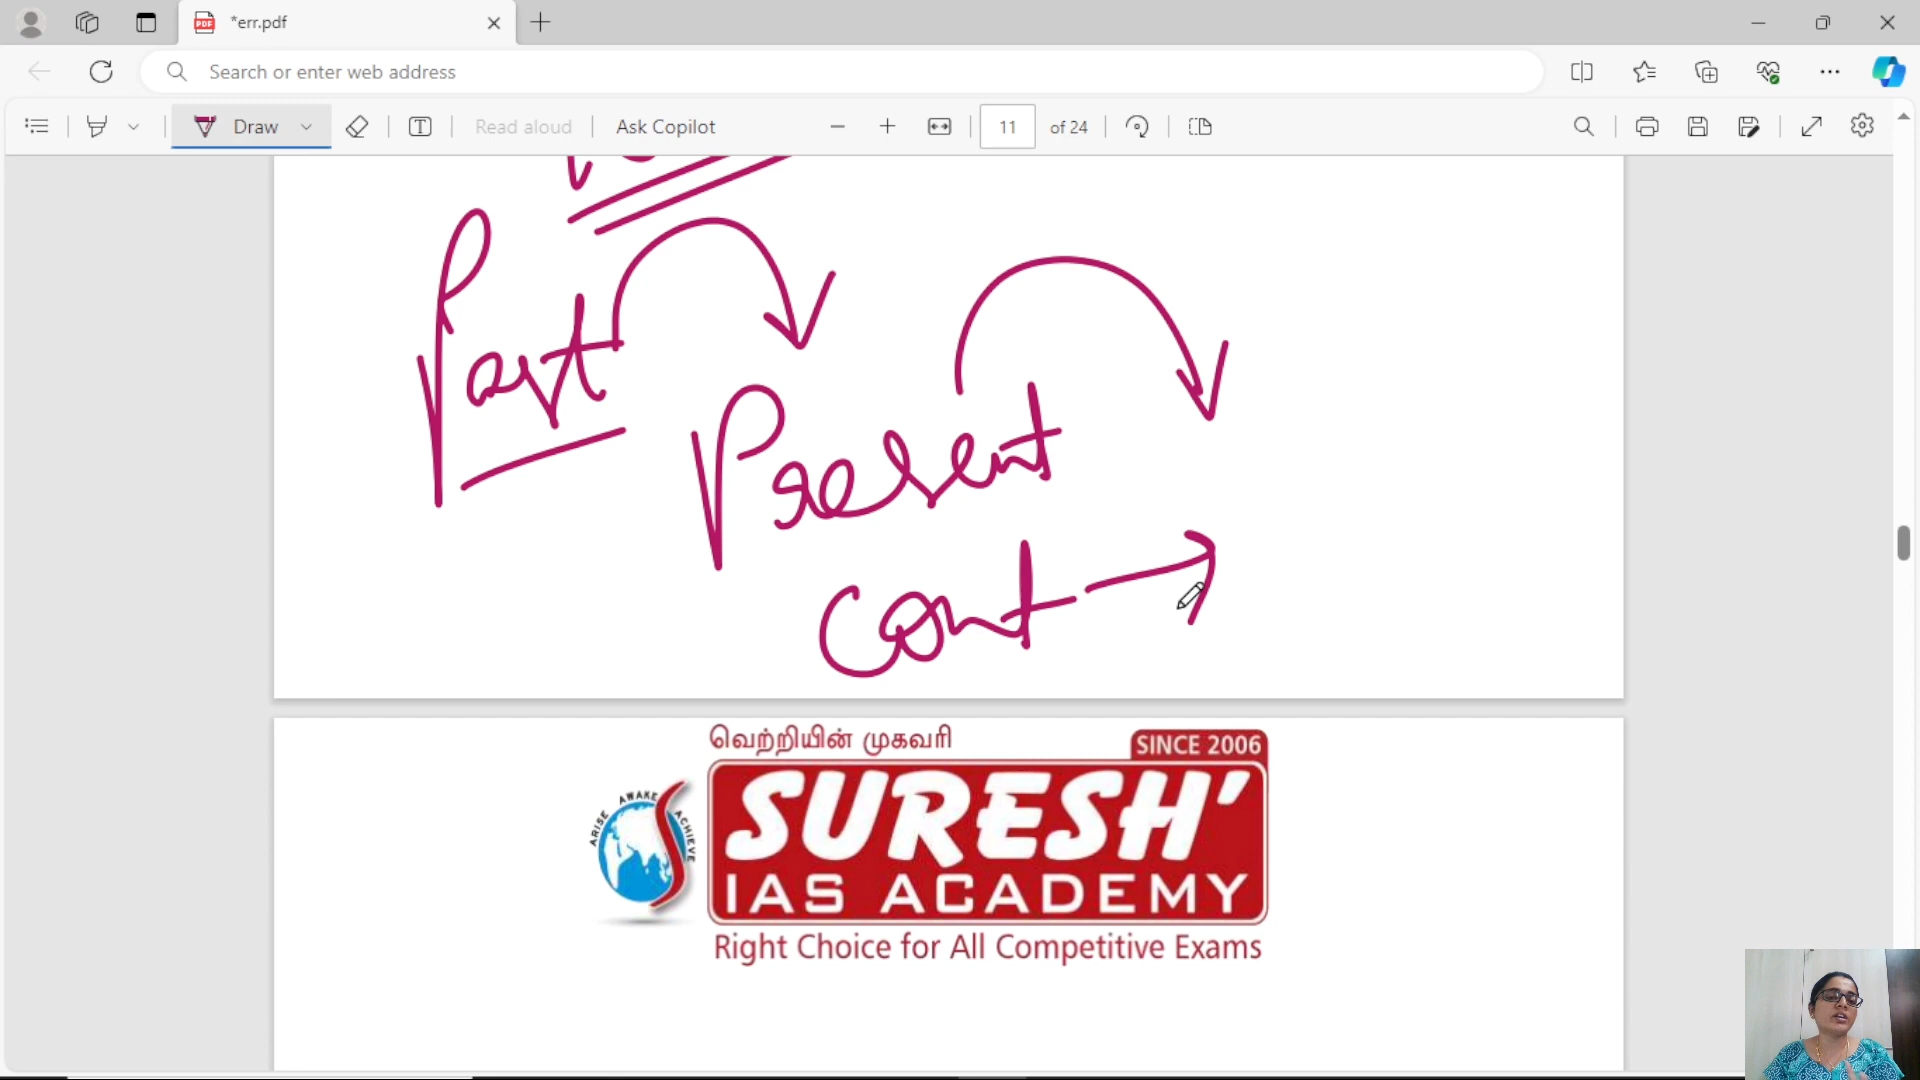 *err.pdf
Search or enter web address
Draw
Read aloud
Ask Copilot
11
of 24
Past
Present
Cont
வெற்றியின் முகவரி
SINCE 2006
ARISE AWAKE ACHIEVE
SURESH'
IAS ACADEMY
Right Choice for All Competitive Exams